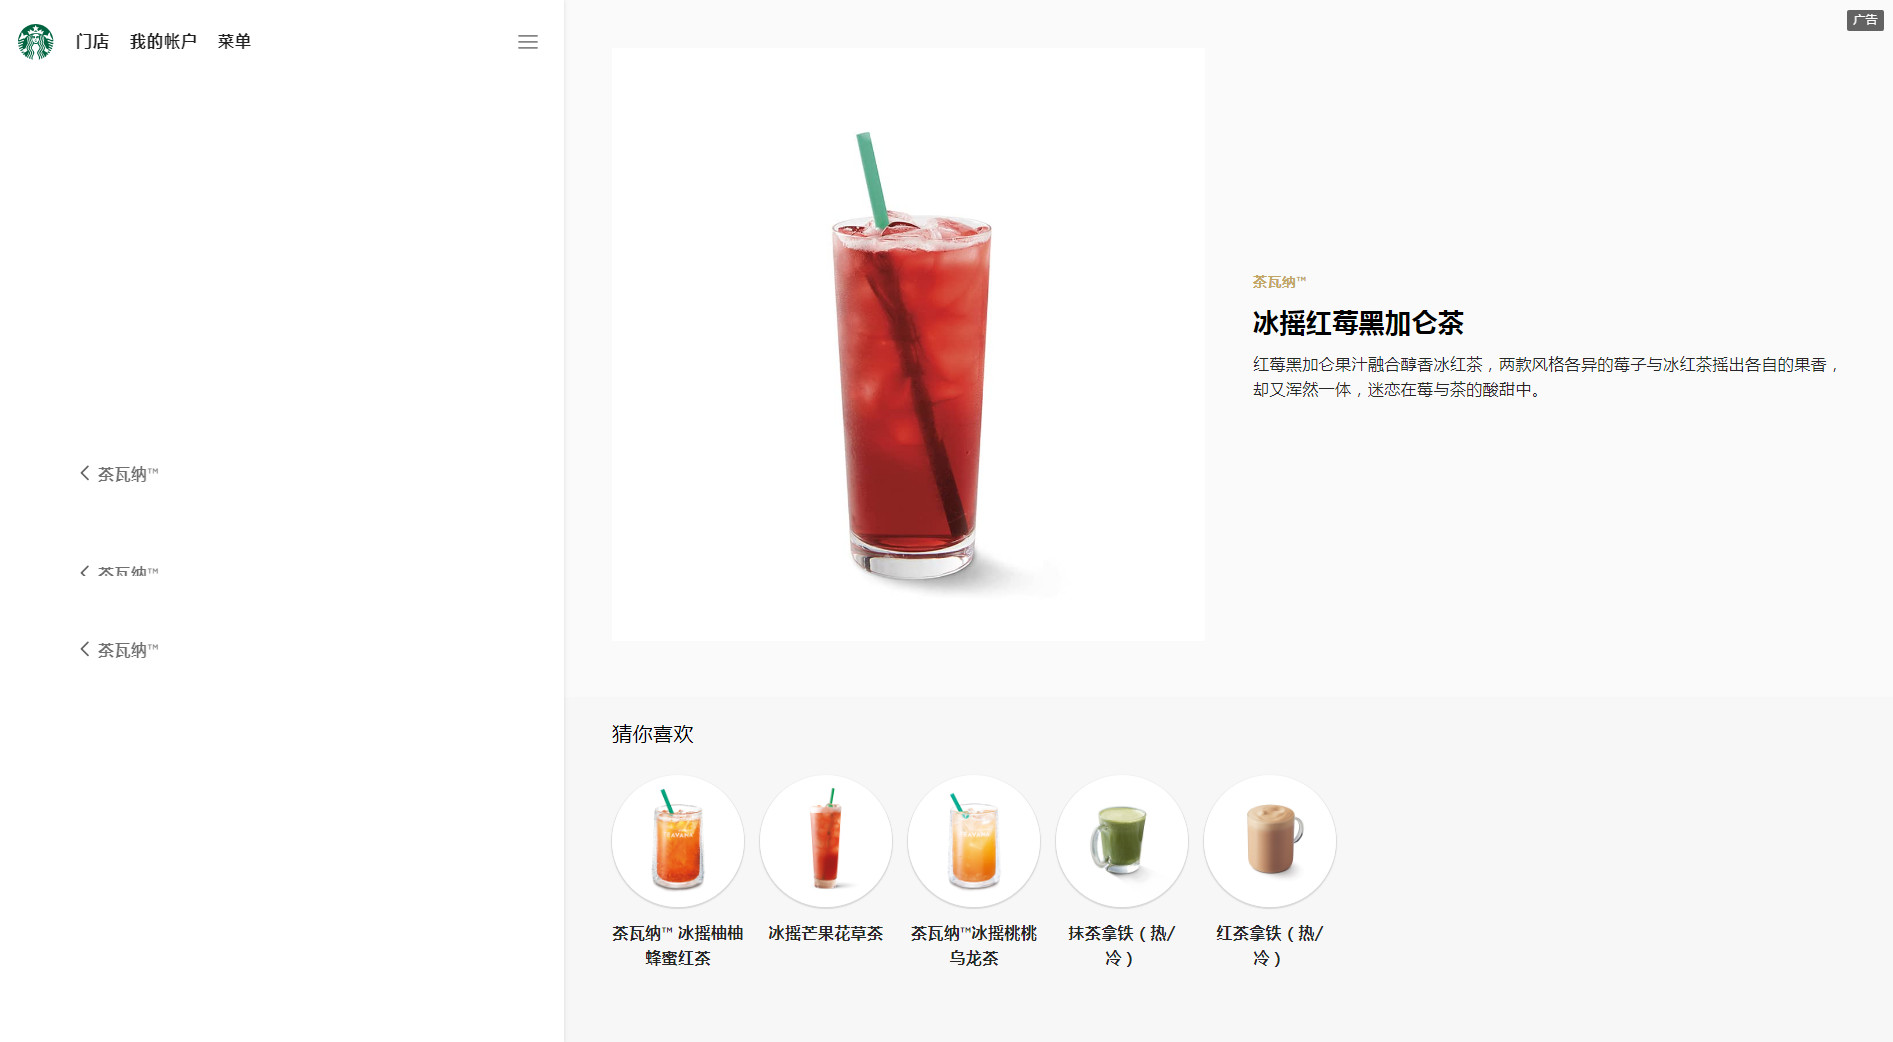 门店 我的帐户 菜单
广告
茶瓦纳™
茶瓦纳™
茶瓦纳™
茶瓦纳™
冰摇红莓黑加仑茶
红莓黑加仑果汁融合醇香冰红茶，两款风格各异的莓子与冰红茶摇出各自的果香，
却又浑然一体，迷恋在莓与茶的酸甜中。
猜你喜欢
茶瓦纳™ 冰摇柚柚
蜂蜜红茶
冰摇芒果花草茶
茶瓦纳™冰摇桃桃
乌龙茶
抹茶拿铁（热/
冷）
红茶拿铁（热/
冷）